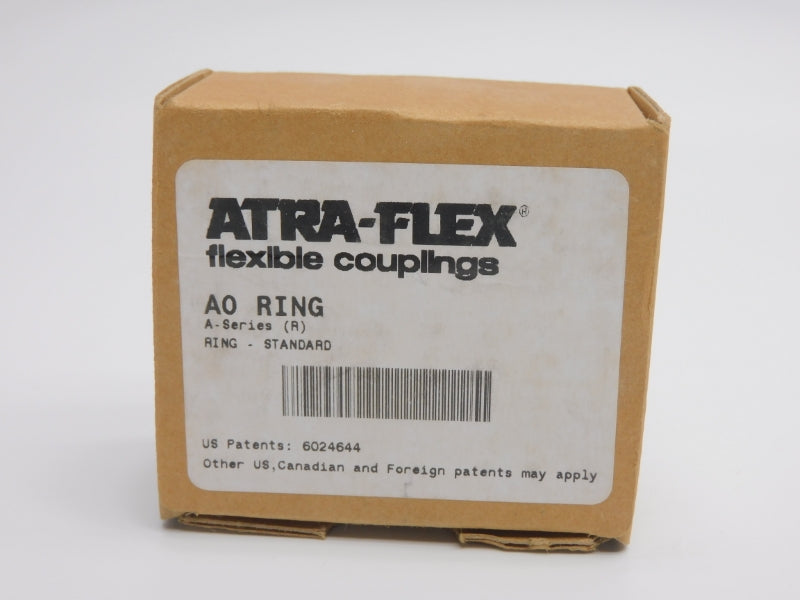 ATRA-FLEX®
flexible couplings
A0 RING
A-Series (R)
RING - STANDARD
US Patents: 6024644
Other US,Canadian and Foreign patents may apply